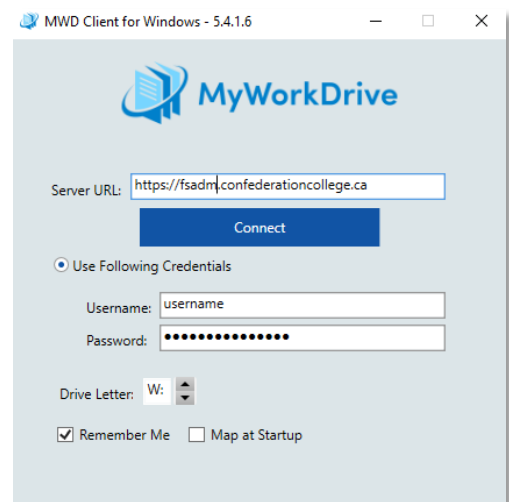 MWD Client for Windows - 5.4.1.6
MyWorkDrive
Server URL: https://fsadm.confederationcollege.ca
Connect
Use Following Credentials
Username: username
Password: ●●●●●●●●●●●●●●●
Drive Letter: W:
Remember Me Map at Startup